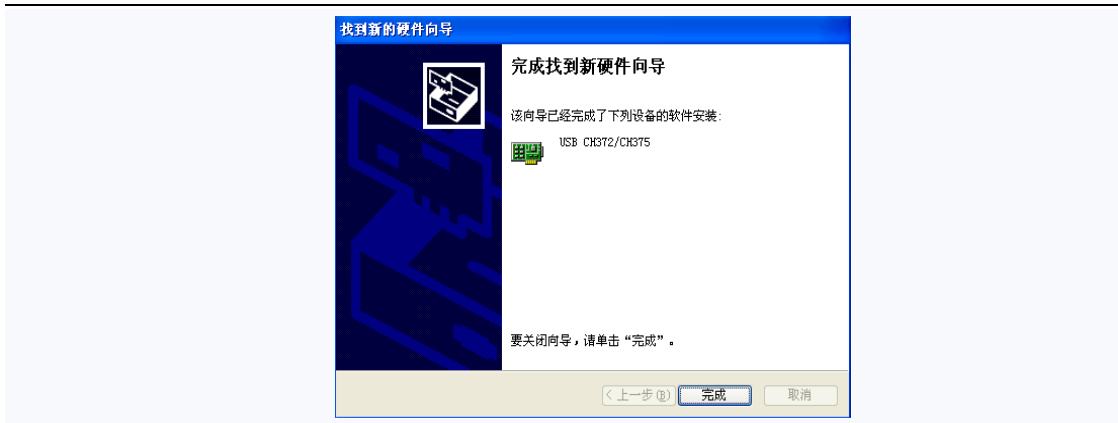 找到新的硬件向导
完成找到新硬件向导
该向导已经完成了下列设备的软件安装:
USB CH372/CH375
要关闭向导，请单击“完成”。
<上一步(B) 完成 取消